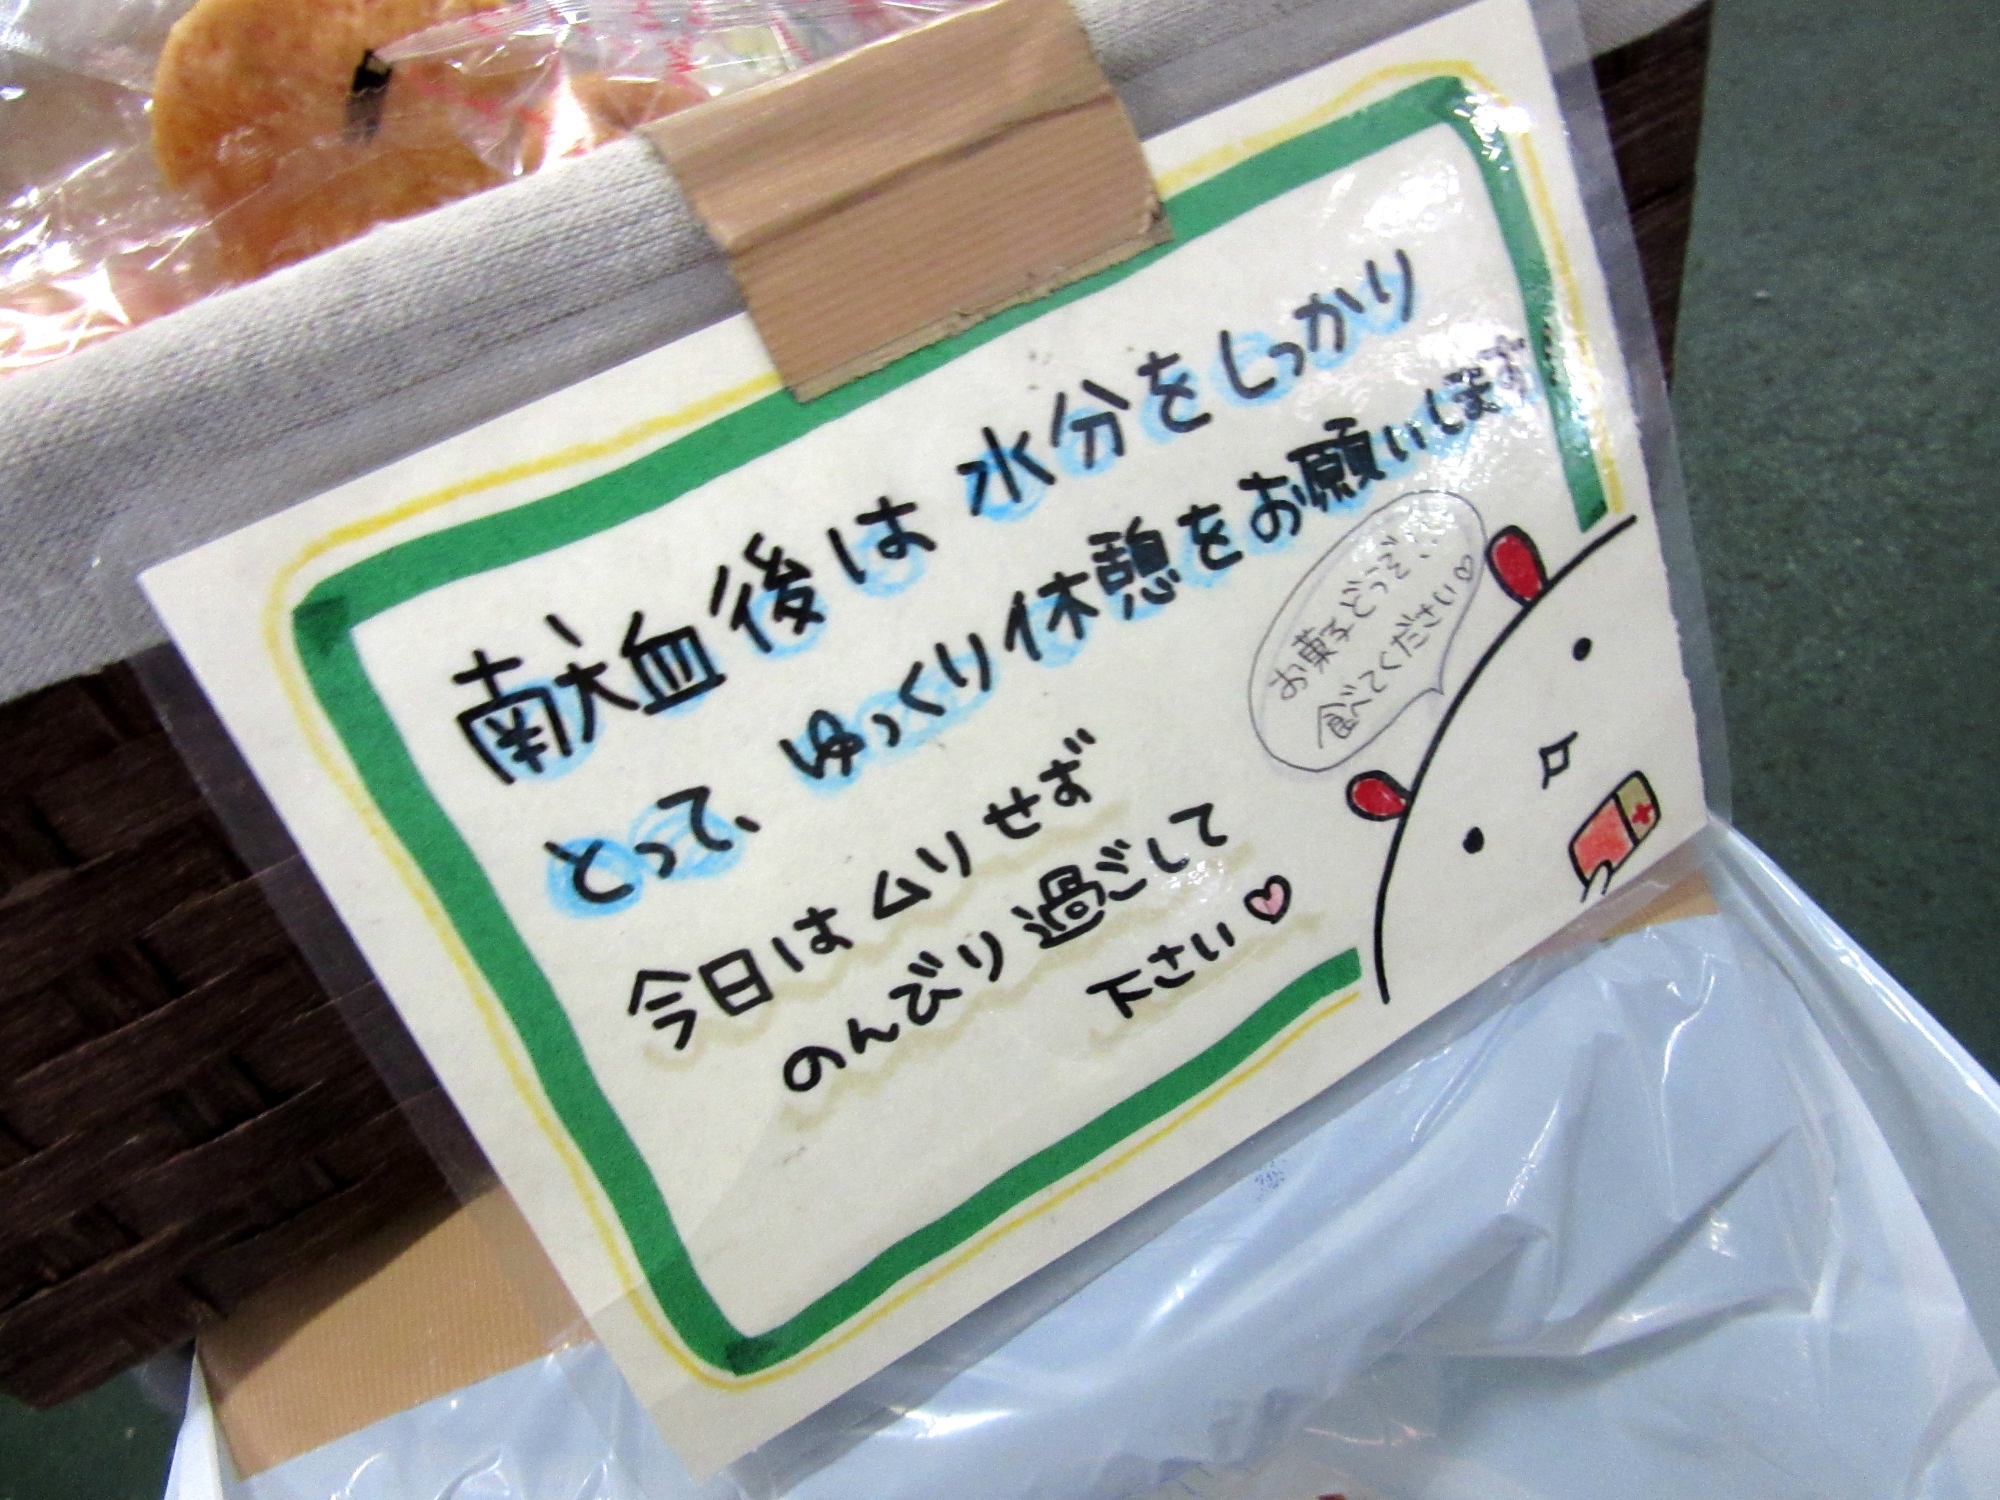 献血後は 水分をしっかり
とって、ゆっくり休憩をお願いします
今日は ムリせず
のんびり過ごして
下さい♡
お菓子どうぞ
食べてください♡